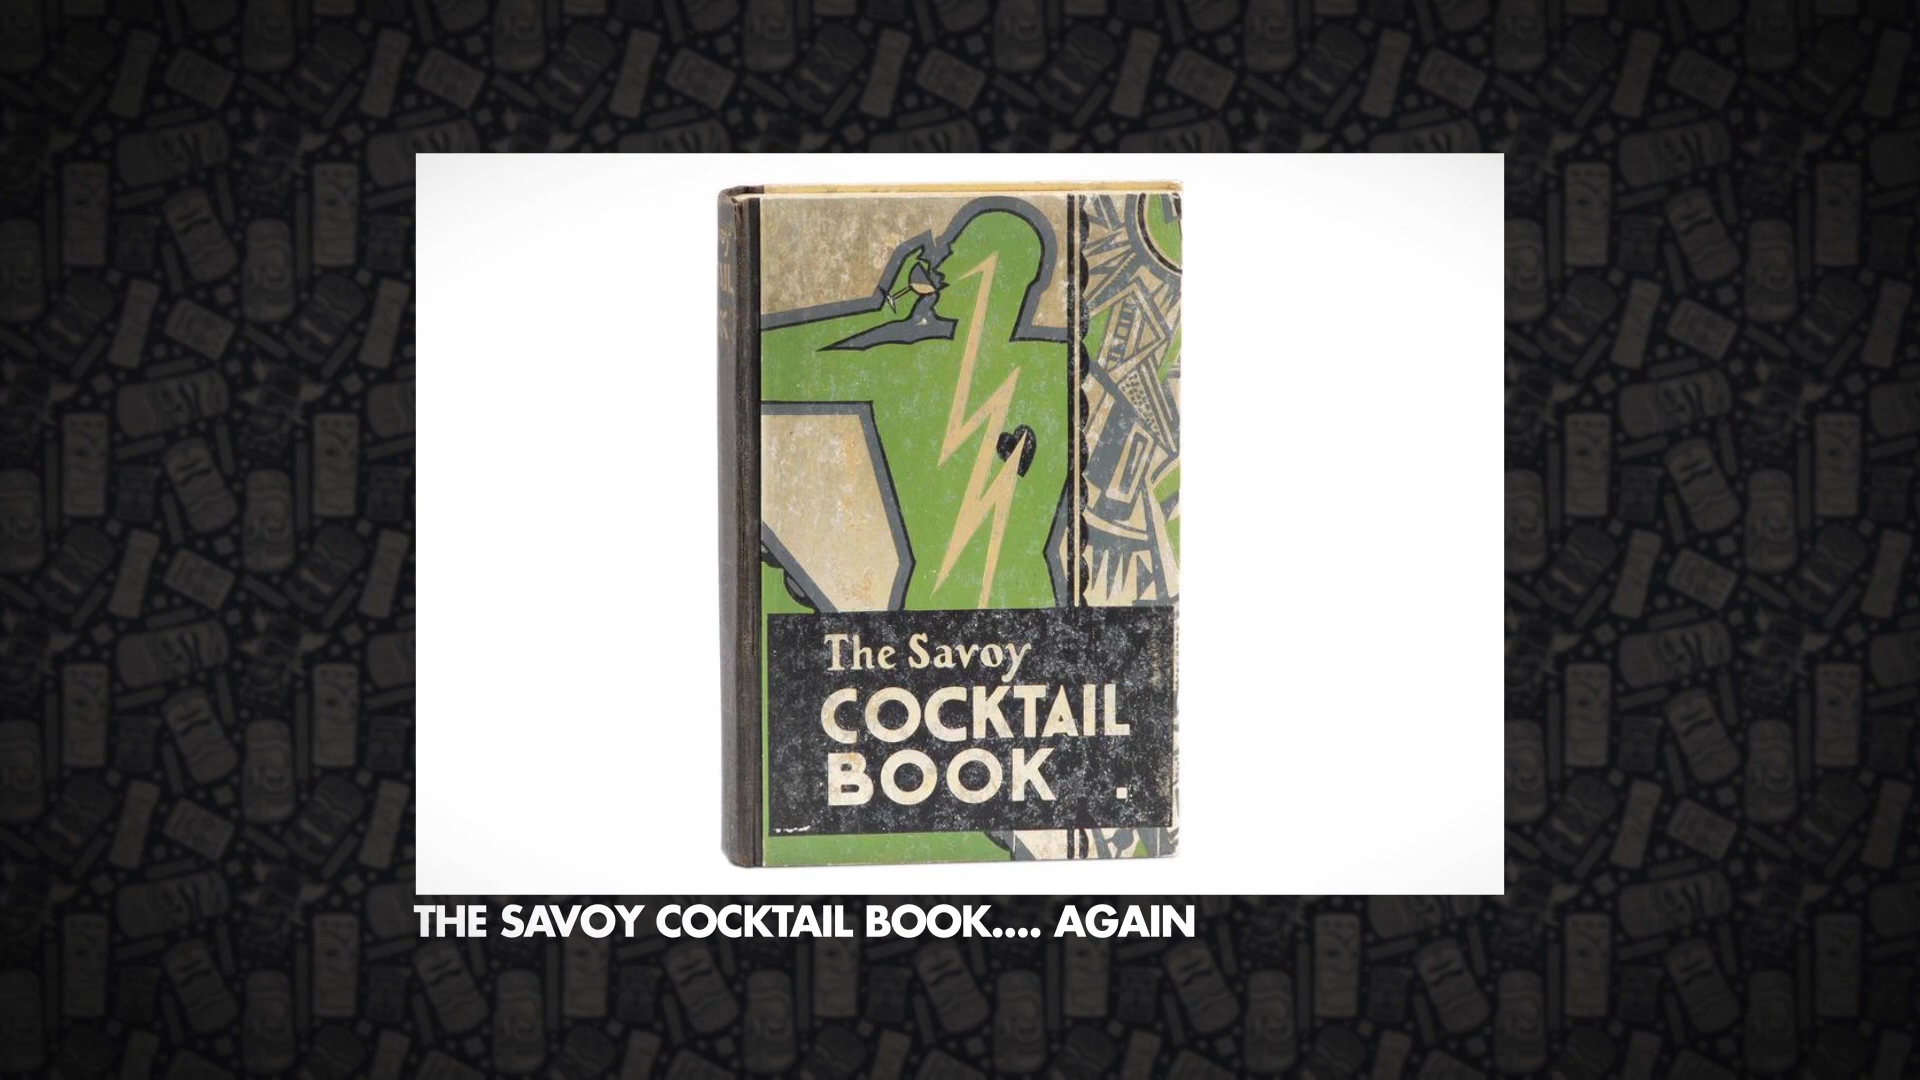 The Savoy
COCKTAIL
BOOK .
THE SAVOY COCKTAIL BOOK.... AGAIN